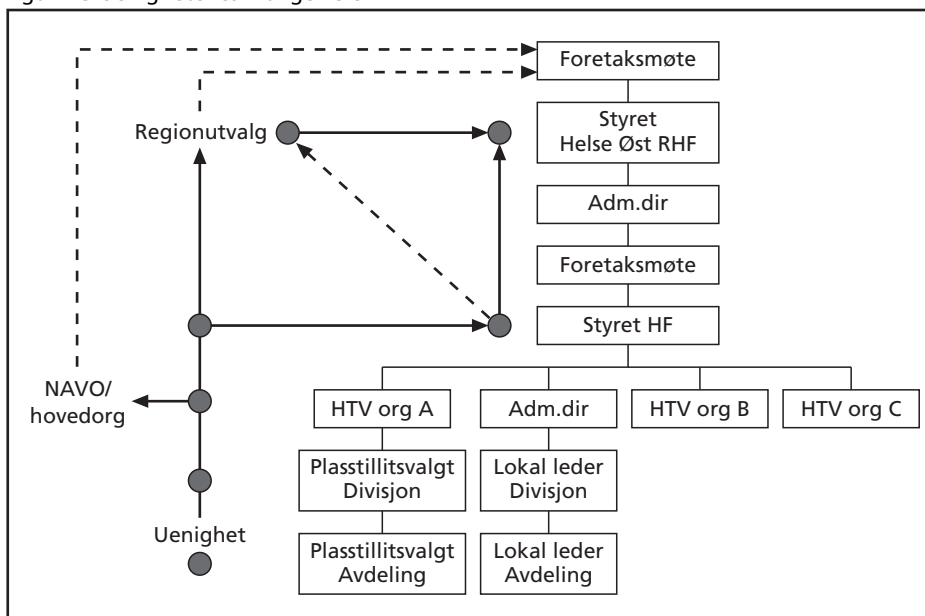 Foretaksmøte
Styret
Helse Øst RHF
Regionutvalg
Adm.dir
Foretaksmøte
Styret HF
NAVO/
hovedorg
HTV org A
Adm.dir
HTV org B
HTV org C
Plasstillitsvalgt
Divisjon
Lokal leder
Divisjon
Uenighet
Plasstillitsvalgt
Avdeling
Lokal leder
Avdeling